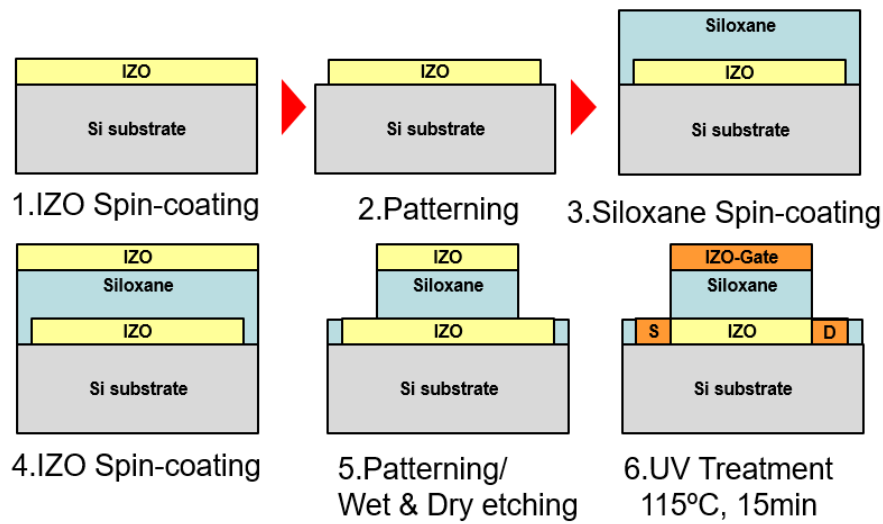 IZO
Si substrate
1.IZO Spin-coating
IZO
Si substrate
2.Patterning
Siloxane
IZO
Si substrate
3.Siloxane Spin-coating
IZO
Siloxane
IZO
Si substrate
4.IZO Spin-coating
IZO
Siloxane
IZO
Si substrate
5.Patterning/
Wet & Dry etching
IZO-Gate
Siloxane
S IZO D
Si substrate
6.UV Treatment
115ºC, 15min